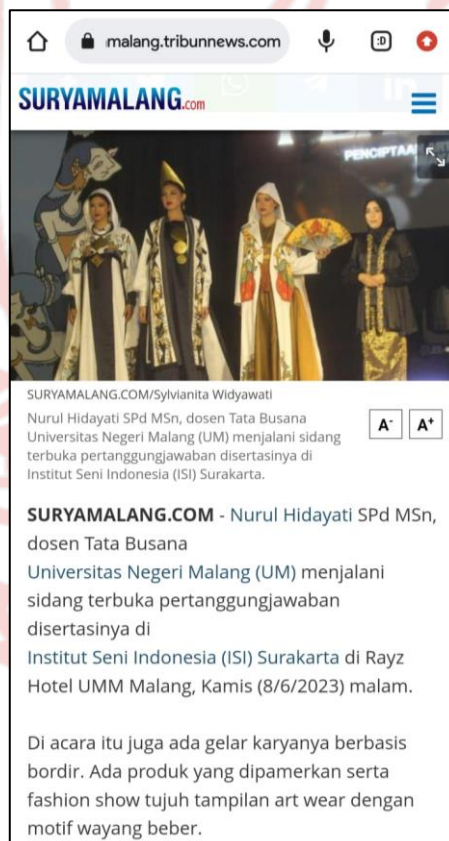 malang.tribunnews.com
:D
SURYAMALANG.com
in
PENCIPTAA
SURYAMALANG.COM/Sylvianita Widyawati
Nurul Hidayati SPd MSn, dosen Tata Busana
Universitas Negeri Malang (UM) menjalani sidang
terbuka pertanggungjawaban disertasinya di
Institut Seni Indonesia (ISI) Surakarta.
A-
A+
SURYAMALANG.COM - Nurul Hidayati SPd MSn,
dosen Tata Busana
Universitas Negeri Malang (UM) menjalani
sidang terbuka pertanggungjawaban
disertasinya di
Institut Seni Indonesia (ISI) Surakarta di Rayz
Hotel UMM Malang, Kamis (8/6/2023) malam.
Di acara itu juga ada gelar karyanya berbasis
bordir. Ada produk yang dipamerkan serta
fashion show tujuh tampilan art wear dengan
motif wayang beber.